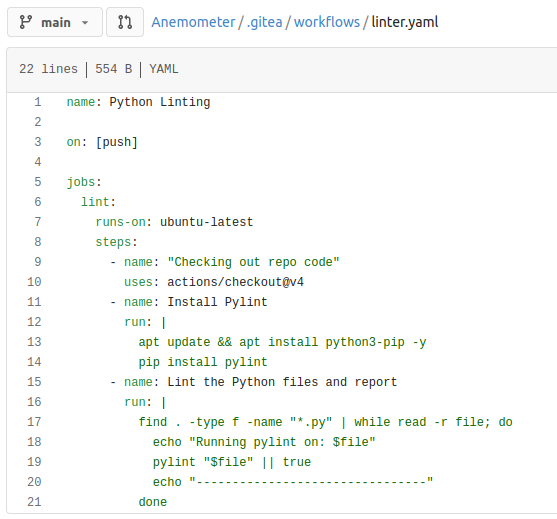 main Anemometer/.gitea/workflows/linter.yaml
22 lines | 554 B | YAML
1 name: Python Linting
2
3 on: [push]
4
5 jobs:
6   lint:
7     runs-on: ubuntu-latest
8     steps:
9       - name: "Checking out repo code"
10         uses: actions/checkout@v4
11       - name: Install Pylint
12         run: |
13           apt update && apt install python3-pip -y
14           pip install pylint
15       - name: Lint the Python files and report
16         run: |
17           find . -type f -name "*.py" | while read -r file; do
18             echo "Running pylint on: $file"
19             pylint "$file" || true
20             echo "--------------------------------"
21           done